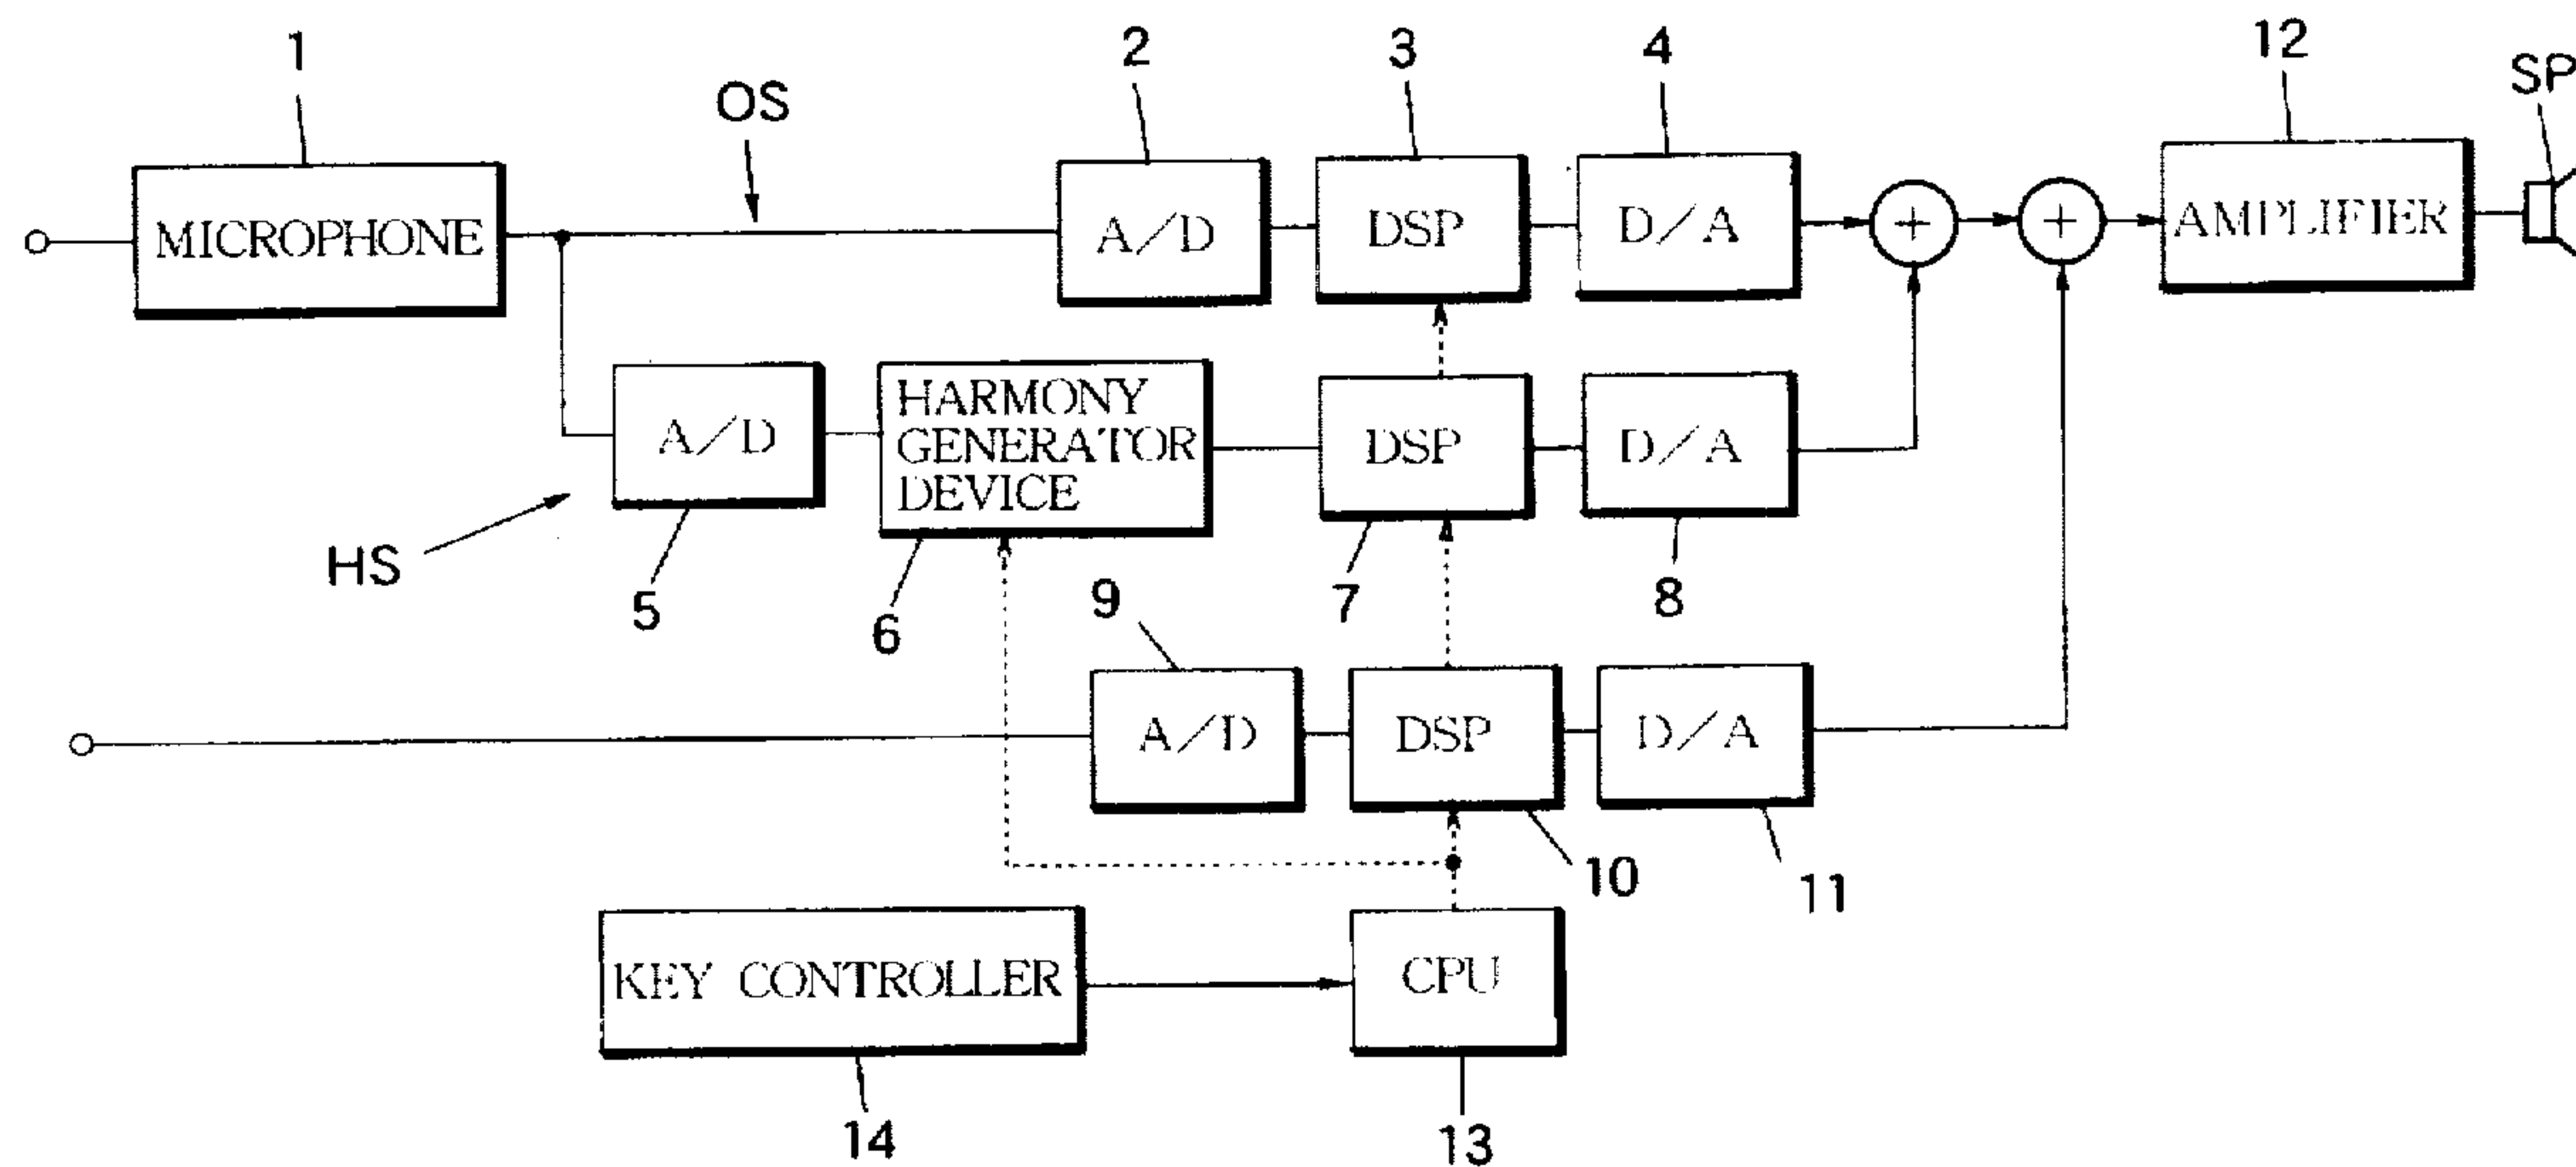 1
2
3
4
12
SP
OS
MICROPHONE
A/D
DSP
D/A
+
+
AMPLIFIER
A/D
HARMONY
GENERATOR
DEVICE
DSP
D/A
HS
5
6
9
7
8
A/D
DSP
D/A
10
11
KEY CONTROLLER
CPU
14
13